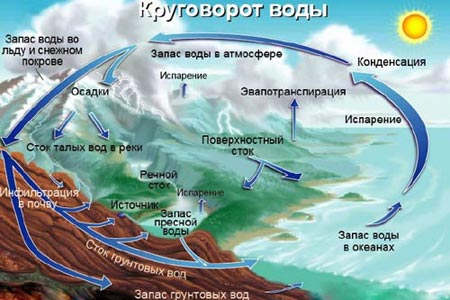 Круговорот воды
Запас воды во
льду и снежном
покрове
Запас воды в атмосфере
Конденсация
Испарение
Осадки
Эвапотранспирация
Испарение
Сток талых вод в реки
Поверхностный
сток
Речной
сток
Испарение
Инфильтрация
в почву
Источник
Запас
пресной
воды
Запас воды
в океанах
Сток грунтовых вод
Запас грунтовых вод